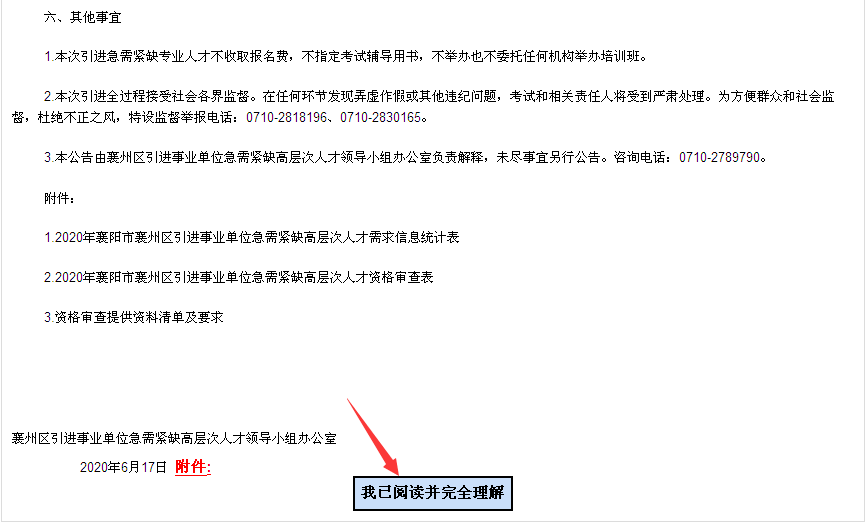 六、其他事宜
1.本次引进急需紧缺专业人才不收取报名费，不指定考试辅导用书，不举办也不委托任何机构举办培训班。
2.本次引进全过程接受社会各界监督。在任何环节发现弄虚作假或其他违纪问题，考试和相关责任人将受到严肃处理。为方便群众和社会监
督，杜绝不正之风，特设监督举报电话：0710-2818196、0710-2830165。
3.本公告由襄州区引进事业单位急需紧缺高层次人才领导小组办公室负责解释，未尽事宜另行公告。咨询电话：0710-2789790。
附件：
1.2020年襄阳市襄州区引进事业单位急需紧缺高层次人才需求信息统计表
2.2020年襄阳市襄州区引进事业单位急需紧缺高层次人才资格审查表
3.资格审查提供资料清单及要求
襄州区引进事业单位急需紧缺高层次人才领导小组办公室
2020年6月17日 附件:
我已阅读并完全理解